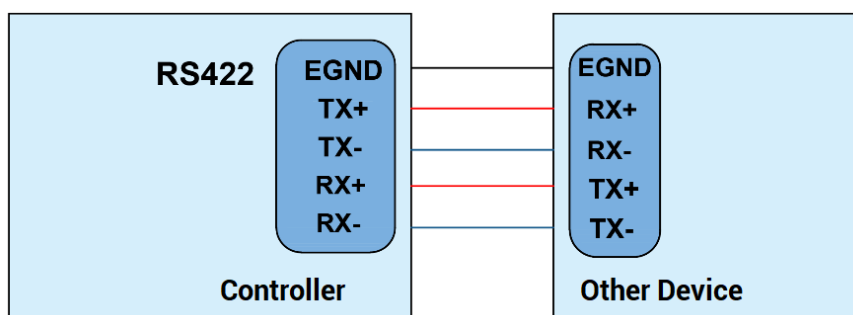 RS422
EGND
TX+
TX-
RX+
RX-
Controller
EGND
RX+
RX-
TX+
TX-
Other Device